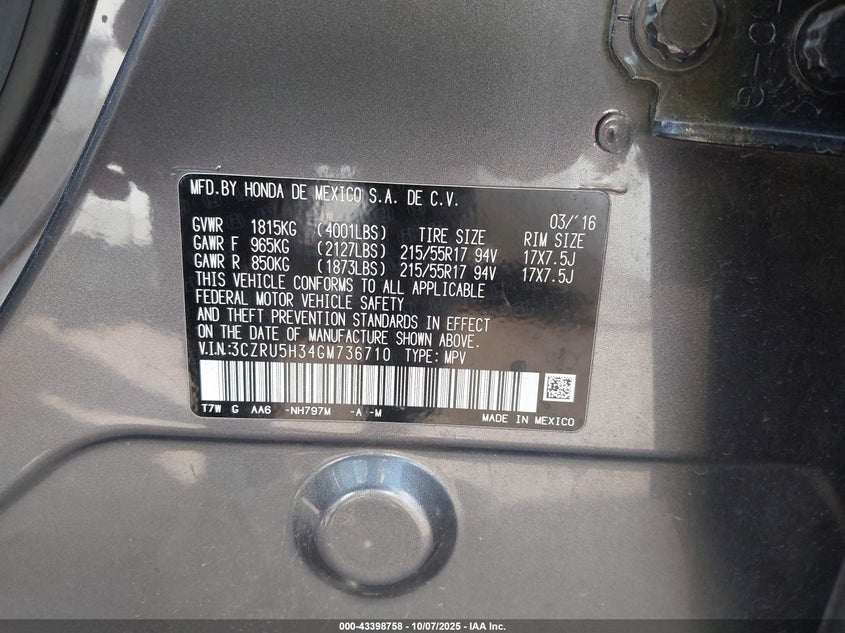 MFD.BY HONDA DE MEXICO S.A. DE C.V.
03/'16
GVWR 1815KG (4001LBS) TIRE SIZE RIM SIZE
GAWR F 965KG (2127LBS) 215/55R17 94V 17X7.5J
GAWR R 850KG (1873LBS) 215/55R17 94V 17X7.5J
THIS VEHICLE CONFORMS TO ALL APPLICABLE
FEDERAL MOTOR VEHICLE SAFETY
AND THEFT PREVENTION STANDARDS IN EFFECT
ON THE DATE OF MANUFACTURE SHOWN ABOVE.
V.I.N:3CZRU5H34GM736710 TYPE: MPV
T7W G AA6 -NH797M -A -M MADE IN MEXICO
000-43398758 - 10/07/2025 - IAA Inc.